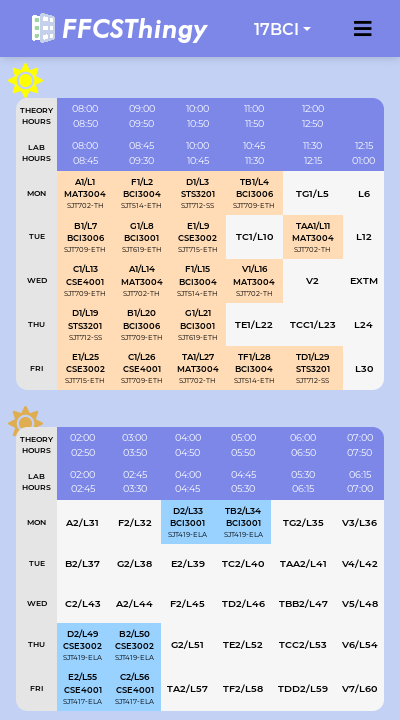 FFCSThingy 17BCI
THEORY HOURS 08:00 09:00 10:00 11:00 12:00
08:50 09:50 10:50 11:50 12:50
LAB HOURS 08:00 08:45 10:00 10:45 11:30 12:15
08:45 09:30 10:45 11:30 12:15 01:00
MON A1/L1 F1/L2 D1/L3 TB1/L4 TG1/L5 L6
MAT3004 BCI3004 STS3201 BCI3006
SJT702-TH SJT514-ETH SJT712-SS SJT709-ETH
TUE B1/L7 G1/L8 E1/L9 TC1/L10 TAA1/L11 L12
BCI3006 BCI3001 CSE3002 MAT3004
SJT709-ETH SJT619-ETH SJT715-ETH SJT702-TH
WED C1/L13 A1/L14 F1/L15 V1/L16 V2 EXTM
CSE4001 MAT3004 BCI3004 MAT3004
SJT709-ETH SJT702-TH SJT514-ETH SJT702-TH
THU D1/L19 B1/L20 G1/L21 TE1/L22 TCC1/L23 L24
STS3201 BCI3006 BCI3001
SJT712-SS SJT709-ETH SJT619-ETH
FRI E1/L25 C1/L26 TA1/L27 TF1/L28 TD1/L29 L30
CSE3002 CSE4001 MAT3004 BCI3004 STS3201
SJT715-ETH SJT709-ETH SJT702-TH SJT514-ETH SJT712-SS
THEORY HOURS 02:00 03:00 04:00 05:00 06:00 07:00
02:50 03:50 04:50 05:50 06:50 07:50
LAB HOURS 02:00 02:45 04:00 04:45 05:30 06:15
02:45 03:30 04:45 05:30 06:15 07:00
MON A2/L31 F2/L32 D2/L33 TB2/L34 TG2/L35 V3/L36
BCI3001 BCI3001
SJT419-ELA SJT419-ELA
TUE B2/L37 G2/L38 E2/L39 TC2/L40 TAA2/L41 V4/L42
WED C2/L43 A2/L44 F2/L45 TD2/L46 TBB2/L47 V5/L48
THU D2/L49 B2/L50 G2/L51 TE2/L52 TCC2/L53 V6/L54
CSE3002 CSE3002
SJT419-ELA SJT419-ELA
FRI E2/L55 C2/L56 TA2/L57 TF2/L58 TDD2/L59 V7/L60
CSE4001 CSE4001
SJT417-ELA SJT417-ELA